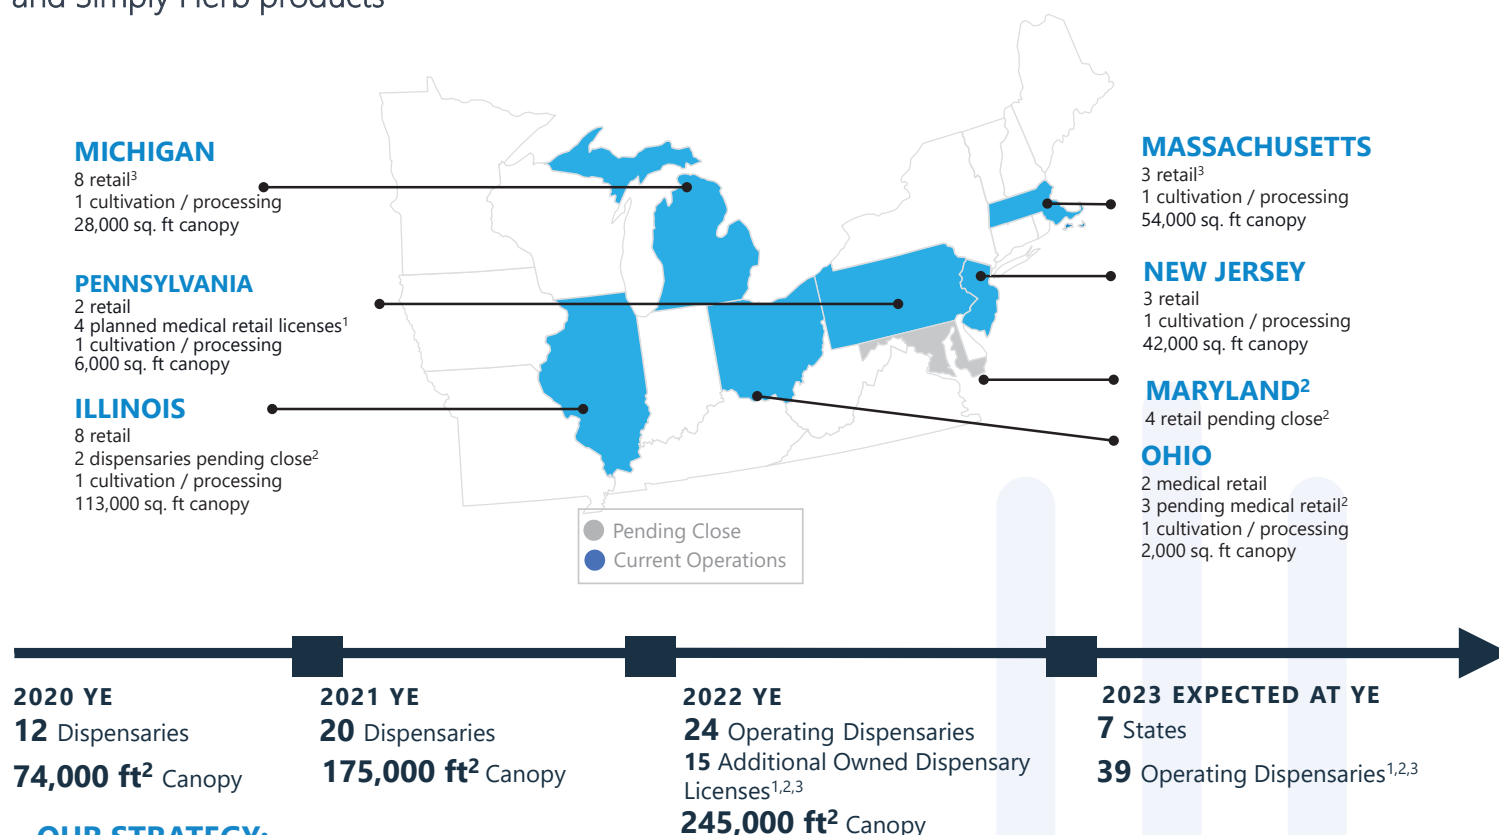 and Simply Herb products
MICHIGAN
8 retail³
1 cultivation / processing
28,000 sq. ft canopy
PENNSYLVANIA
2 retail
4 planned medical retail licenses¹
1 cultivation / processing
6,000 sq. ft canopy
ILLINOIS
8 retail
2 dispensaries pending close²
1 cultivation / processing
113,000 sq. ft canopy
MASSACHUSETTS
3 retail³
1 cultivation / processing
54,000 sq. ft canopy
NEW JERSEY
3 retail
1 cultivation / processing
42,000 sq. ft canopy
MARYLAND²
4 retail pending close²
OHIO
2 medical retail
3 pending medical retail²
1 cultivation / processing
2,000 sq. ft canopy
Pending Close
Current Operations
2020 YE
12 Dispensaries
74,000 ft² Canopy
2021 YE
20 Dispensaries
175,000 ft² Canopy
2022 YE
24 Operating Dispensaries
15 Additional Owned Dispensary
Licenses¹,²,³
245,000 ft² Canopy
2023 EXPECTED AT YE
7 States
39 Operating Dispensaries¹,²,³
OUR STRATEGY: